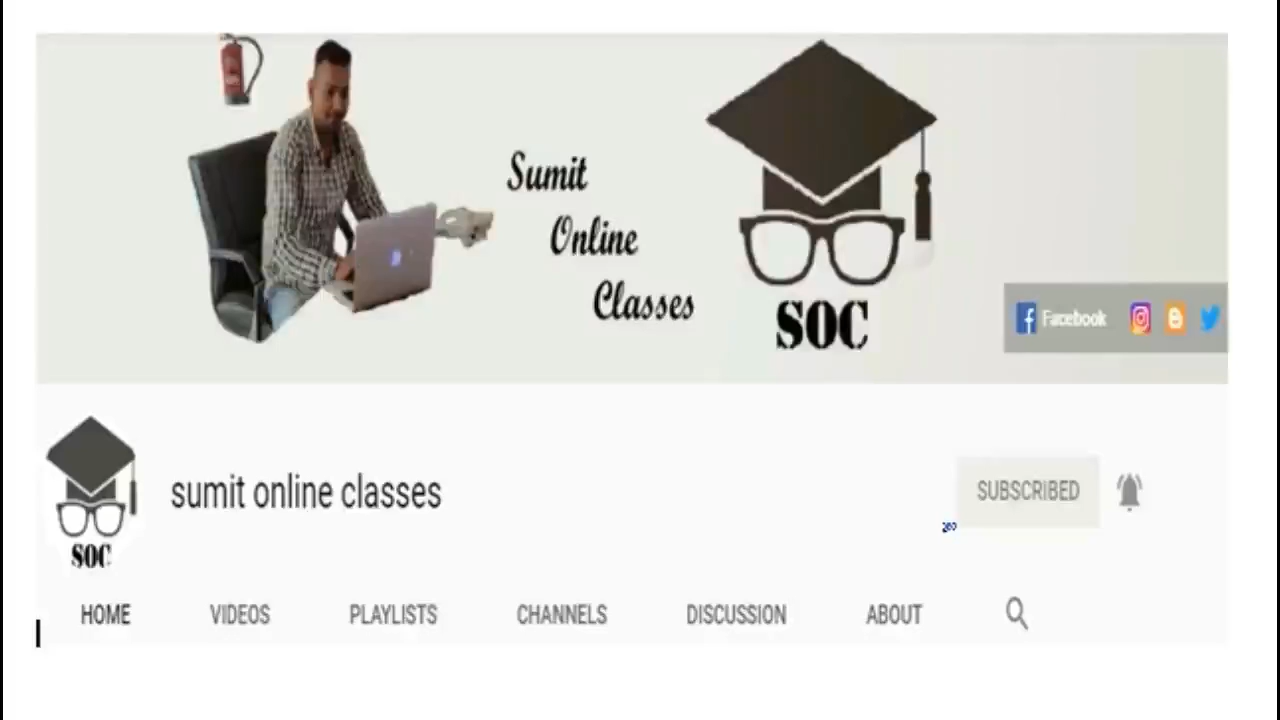 Sumit
Online
Classes
SOC
Facebook
SOC
sumit online classes
SUBSCRIBED
HOME VIDEOS PLAYLISTS CHANNELS DISCUSSION ABOUT